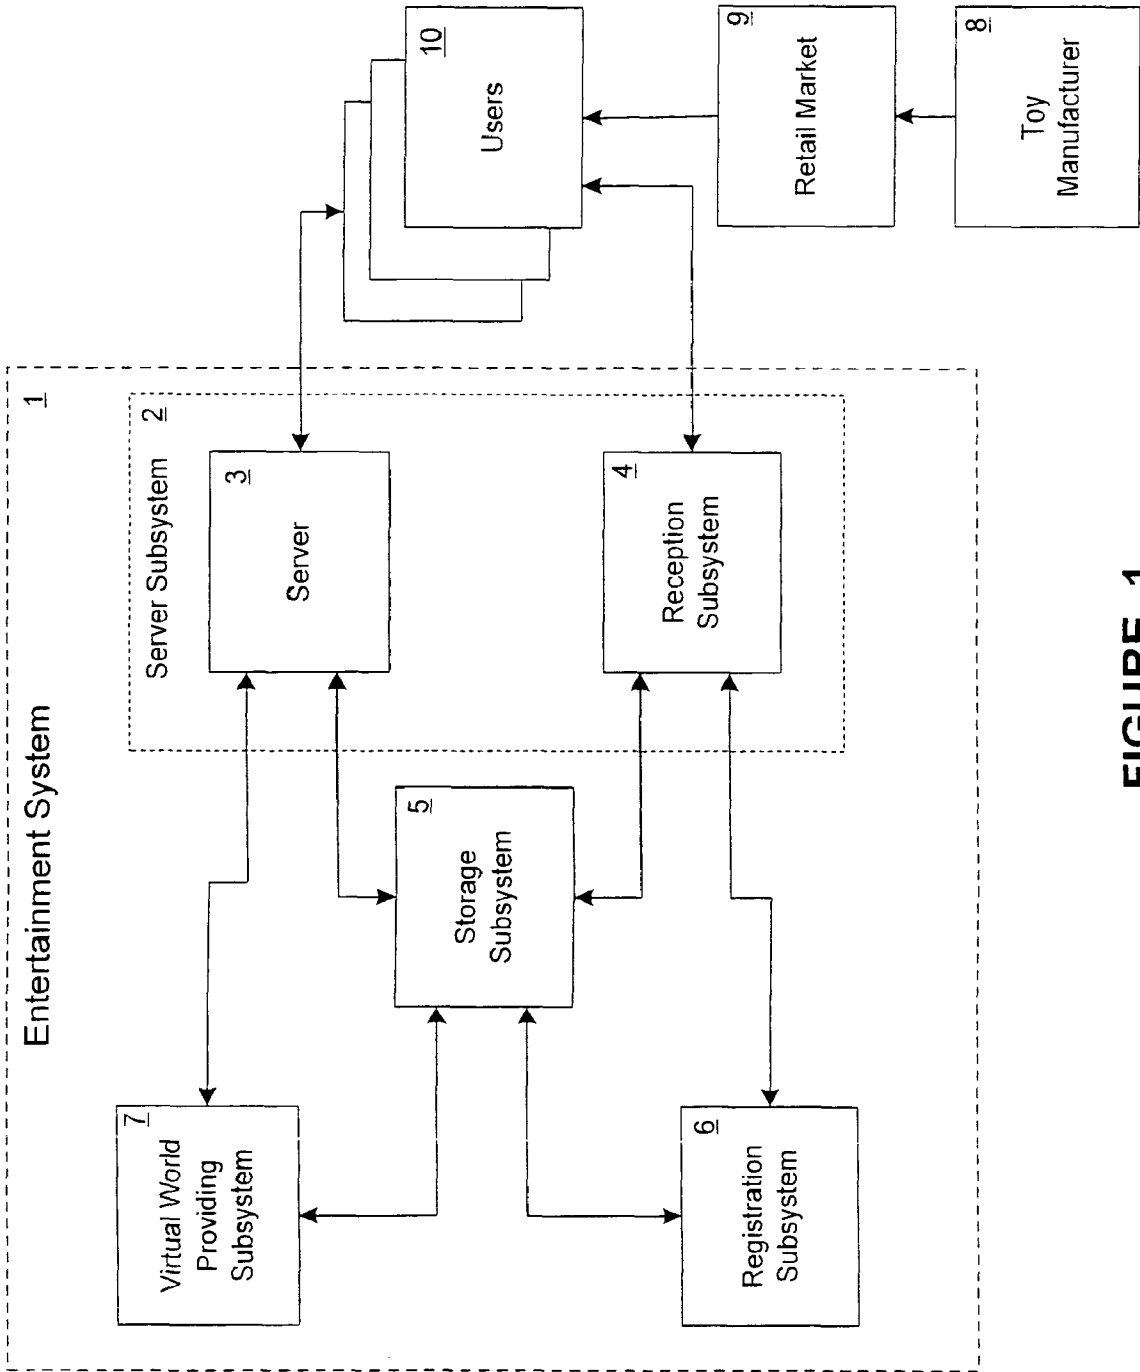 Entertainment System
1
Server Subsystem
2
7
Virtual World
Providing
Subsystem
3
Server
10
Users
5
Storage
Subsystem
6
Registration
Subsystem
4
Reception
Subsystem
9
Retail Market
8
Toy
Manufacturer
FIGURE 1